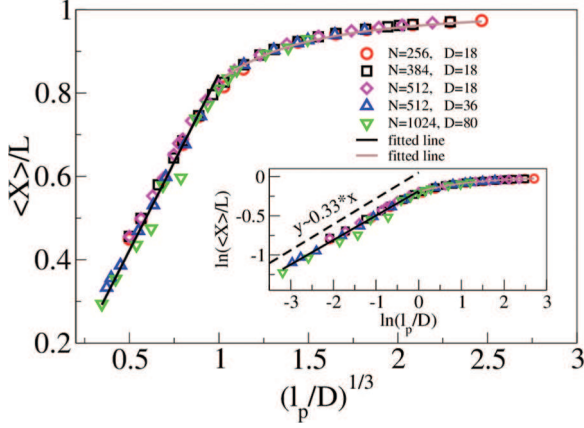 1
0.8
0.6
0.4
0.2
<X>/L
N=256, D=18
N=384, D=18
N=512, D=18
N=512, D=36
N=1024, D=80
fitted line
fitted line
0
-0.5
-1
ln(<X>/L)
y~0.33*x
-3 -2 -1 0 1 2 3
ln(l_p/D)
0.5 1 1.5 2 2.5 3
(l_p/D)^{1/3}